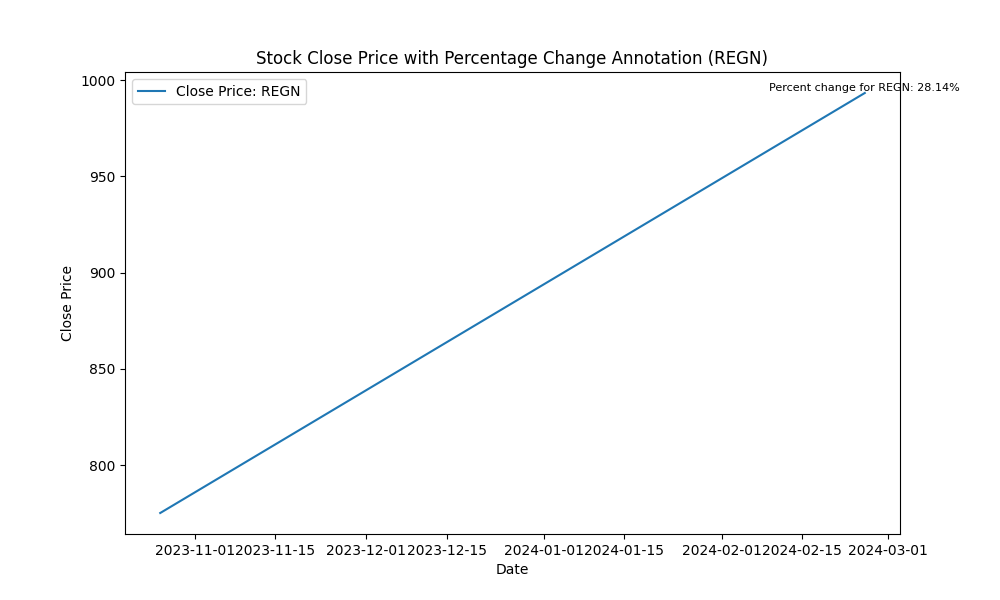 Stock Close Price with Percentage Change Annotation (REGN)
Close Price: REGN
Percent change for REGN: 28.14%
1000
950
900
850
800
Close Price
2023-11-01
2023-11-15
2023-12-01
2023-12-15
2024-01-01
2024-01-15
2024-02-01
2024-02-15
2024-03-01
Date